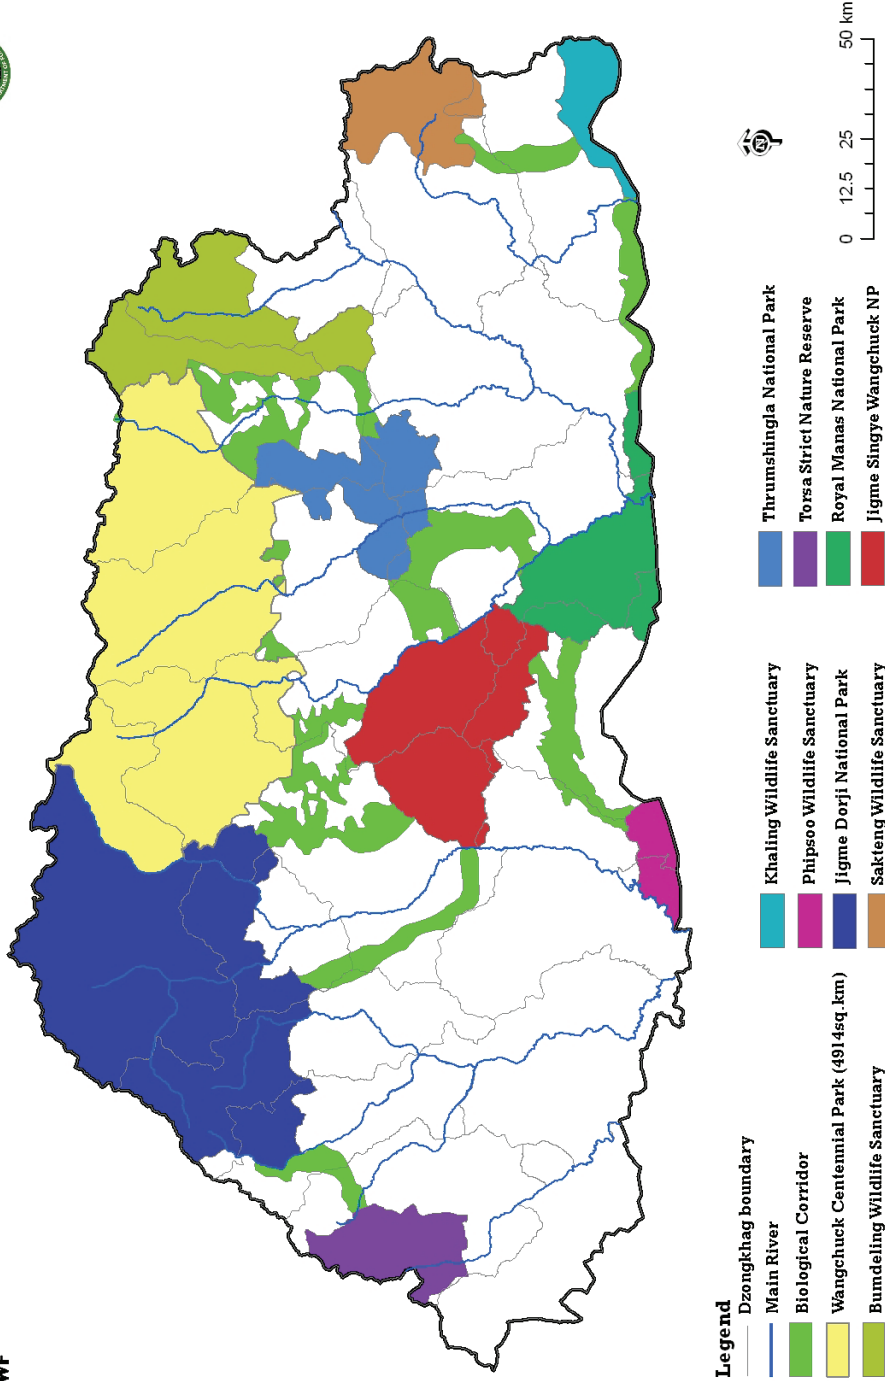 Legend
Dzongkhag boundary
Main River
Biological Corridor
Wangchuck Centennial Park (4914sq.km)
Bumdeling Wildlife Sanctuary
Khaling Wildlife Sanctuary
Phipsoo Wildlife Sanctuary
Jigme Dorji National Park
Sakteng Wildlife Sanctuary
Thrumshingla National Park
Torsa Strict Nature Reserve
Royal Manas National Park
Jigme Singye Wangchuck NP
N
0 12.5 25 50 km